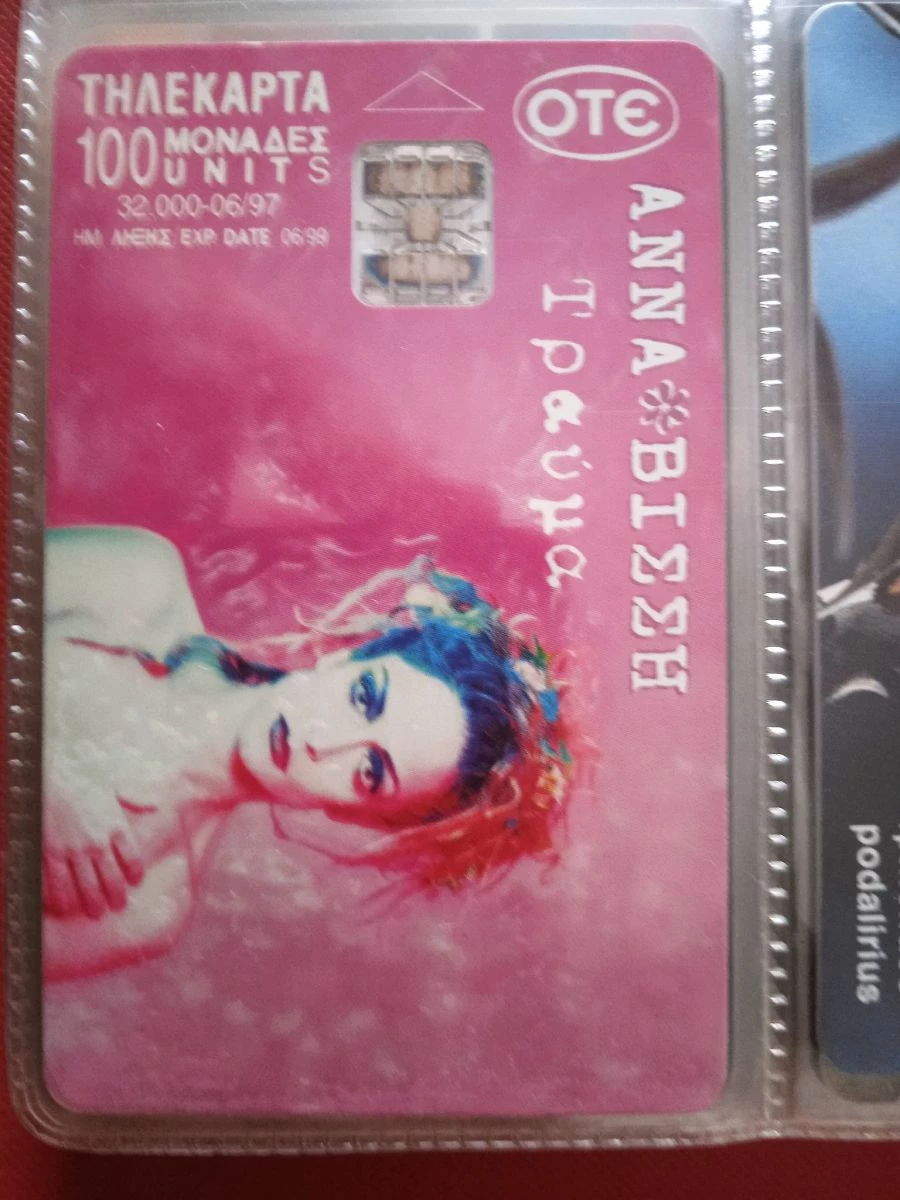 ΤΗΛΕΚΑΡΤΑ
100 ΜΟΝΑΔΕΣ
UNITS
32.000-06/97
ΗΜ. ΛΗΞΗΣ EXP. DATE 06/99
ΟΤΕ
ΑΝΝΑ*ΒΙΣΣΗ
Τραύμα
podalirius